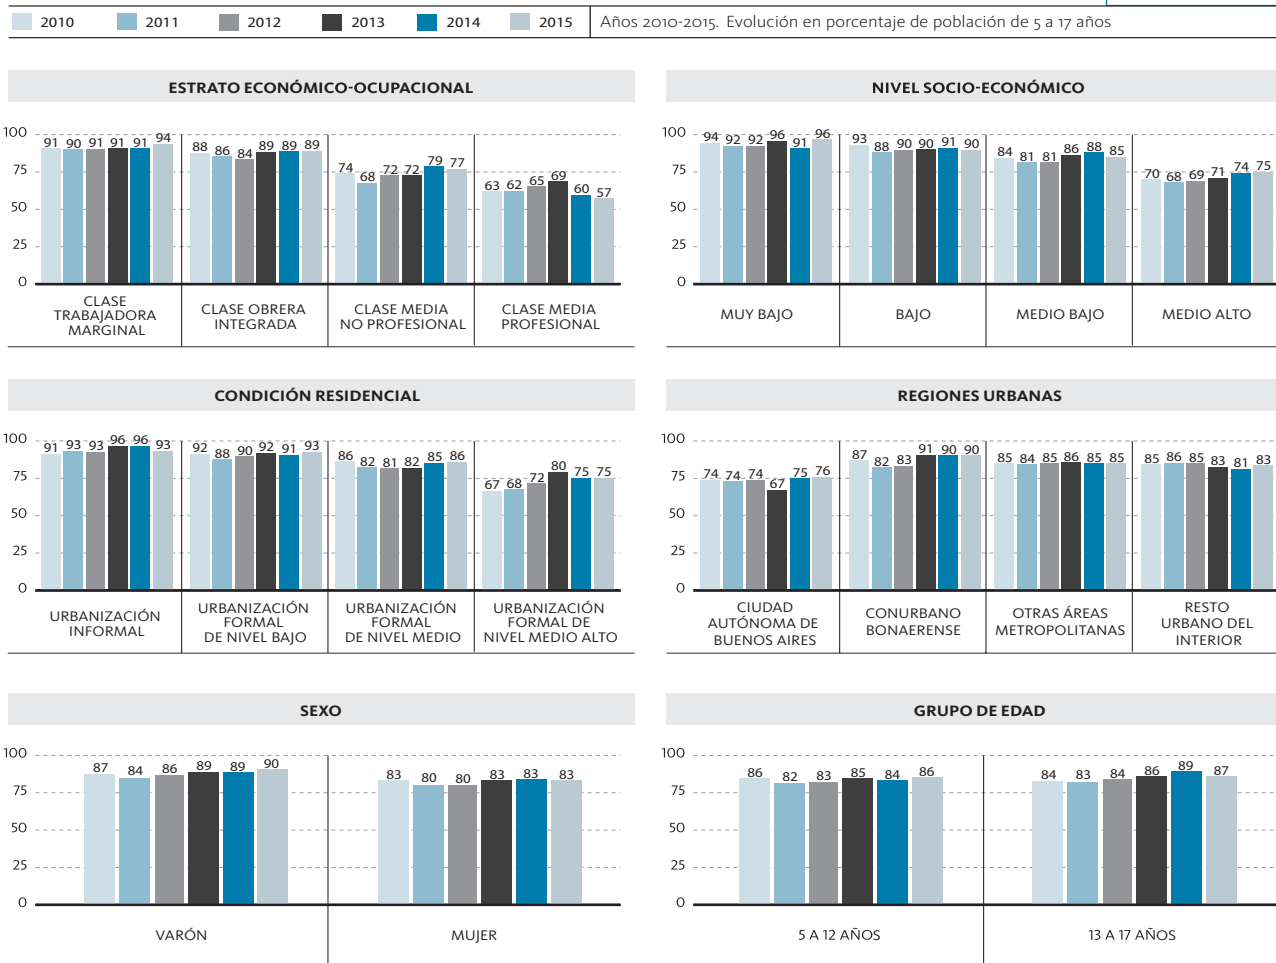 2010 2011 2012 2013 2014 2015 Años 2010-2015. Evolución en porcentaje de población de 5 a 17 años
ESTRATO ECONÓMICO-OCUPACIONAL
100
75
50
25
0
91 90 91 91 91 94
88 86 84 89 89 89
74 68 72 72 79 77
63 62 65 69 60 57
CLASE
TRABAJADORA
MARGINAL
CLASE OBRERA
INTEGRADA
CLASE MEDIA
NO PROFESIONAL
CLASE MEDIA
PROFESIONAL
NIVEL SOCIO-ECONÓMICO
100
75
50
25
0
94 92 92 96 91 96
93 88 90 90 91 90
84 81 81 86 88 85
70 68 69 71 74 75
MUY BAJO
BAJO
MEDIO BAJO
MEDIO ALTO
CONDICIÓN RESIDENCIAL
100
75
50
25
0
91 93 93 96 96 93
92 88 90 92 91 93
86 82 81 82 85 86
67 68 72 80 75 75
URBANIZACIÓN
INFORMAL
URBANIZACIÓN
FORMAL
DE NIVEL BAJO
URBANIZACIÓN
FORMAL
DE NIVEL MEDIO
URBANIZACIÓN
FORMAL DE
NIVEL MEDIO ALTO
REGIONES URBANAS
100
75
50
25
0
74 74 74 67 75 76
87 82 83 91 90 90
85 84 85 86 85 85
85 86 85 83 81 83
CIUDAD
AUTÓNOMA DE
BUENOS AIRES
CONURBANO
BONAERENSE
OTRAS ÁREAS
METROPOLITANAS
RESTO
URBANO DEL
INTERIOR
SEXO
100
75
50
25
0
87 84 86 89 89 90
83 80 80 83 83 83
VARÓN
MUJER
GRUPO DE EDAD
100
75
50
25
0
86 82 83 85 84 86
84 83 84 86 89 87
5 A 12 AÑOS
13 A 17 AÑOS